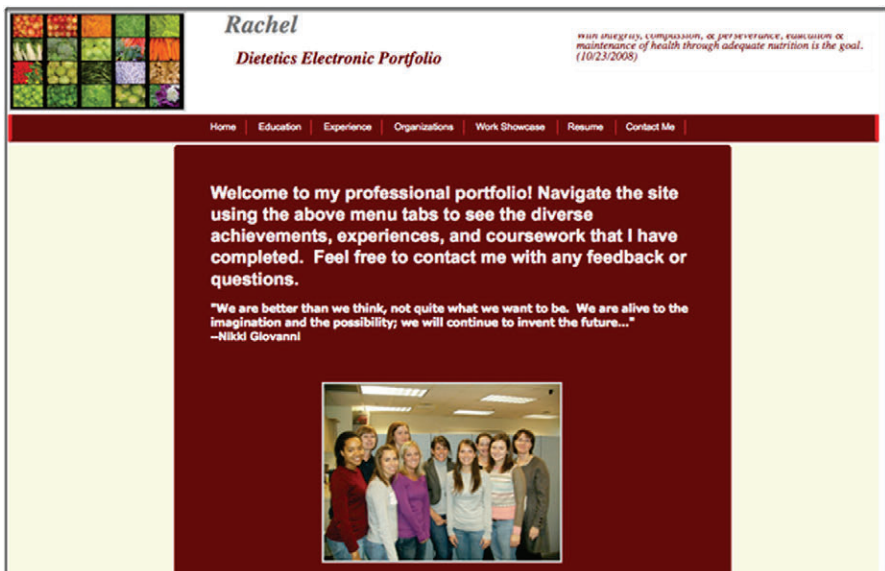 Rachel
Dietetics Electronic Portfolio
With integrity, compassion, & perseverance, education &
maintenance of health through adequate nutrition is the goal.
(10/23/2008)
Home Education Experience Organizations Work Showcase Resume Contact Me
Welcome to my professional portfolio! Navigate the site
using the above menu tabs to see the diverse
achievements, experiences, and coursework that I have
completed. Feel free to contact me with any feedback or
questions.
"We are better than we think, not quite what we want to be. We are alive to the
imagination and the possibility; we will continue to invent the future..."
--Nikki Giovanni